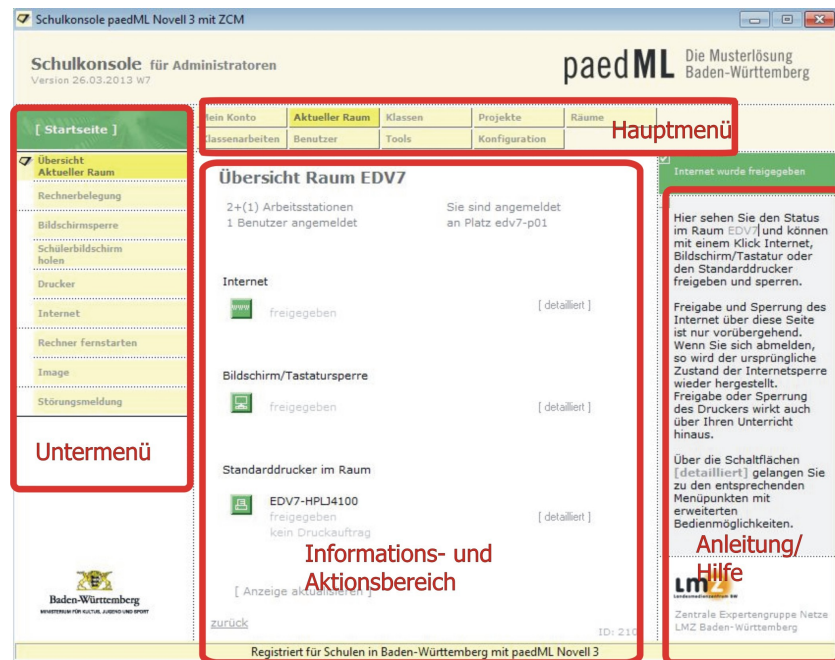 Schulkonsole paedML Novell 3 mit ZCM
Schulkonsole für Administratoren
Version 26.03.2013 W7
paedML Die Musterlösung
Baden-Württemberg
[ Startseite ]
Mein Konto Aktueller Raum Klassen Projekte Räume
Klassenarbeiten Benutzer Tools Konfiguration
Hauptmenü
Übersicht
Aktueller Raum
Rechnerbelegung
Bildschirmsperre
Schülerbildschirm
holen
Drucker
Internet
Rechner fernstarten
Image
Störungsmeldung
Untermenü
Baden-Württemberg
MINISTERIUM FÜR KULTUS, JUGEND UND SPORT
Übersicht Raum EDV7
2+(1) Arbeitsstationen
1 Benutzer angemeldet
Sie sind angemeldet
an Platz edv7-p01
Internet
www
freigegeben [ detailliert ]
Bildschirm/Tastatursperre
freigegeben [ detailliert ]
Standarddrucker im Raum
EDV7-HPLJ4100
freigegeben [ detailliert ]
kein Druckauftrag
Informations- und
Aktionsbereich
[ Anzeige aktualisieren ]
zurück
ID: 210
Internet wurde freigegeben
Hier sehen Sie den Status
im Raum EDV7 und können
mit einem Klick Internet,
Bildschirm/Tastatur oder
den Standarddrucker
freigeben und sperren.
Freigabe und Sperrung des
Internet über diese Seite
ist nur vorübergehend.
Wenn Sie sich abmelden,
so wird der ursprüngliche
Zustand der Internetsperre
wieder hergestellt.
Freigabe oder Sperrung
des Druckers wirkt auch
über Ihren Unterricht
hinaus.
Über die Schaltflächen
[detailliert] gelangen Sie
zu den entsprechenden
Menüpunkten mit
erweiterten
Bedienmöglichkeiten.
Anleitung/
Hilfe
LMZ
Landesmedienzentrum BW
Zentrale Expertengruppe Netze
LMZ Baden-Württemberg
Registriert für Schulen in Baden-Württemberg mit paedML Novell 3